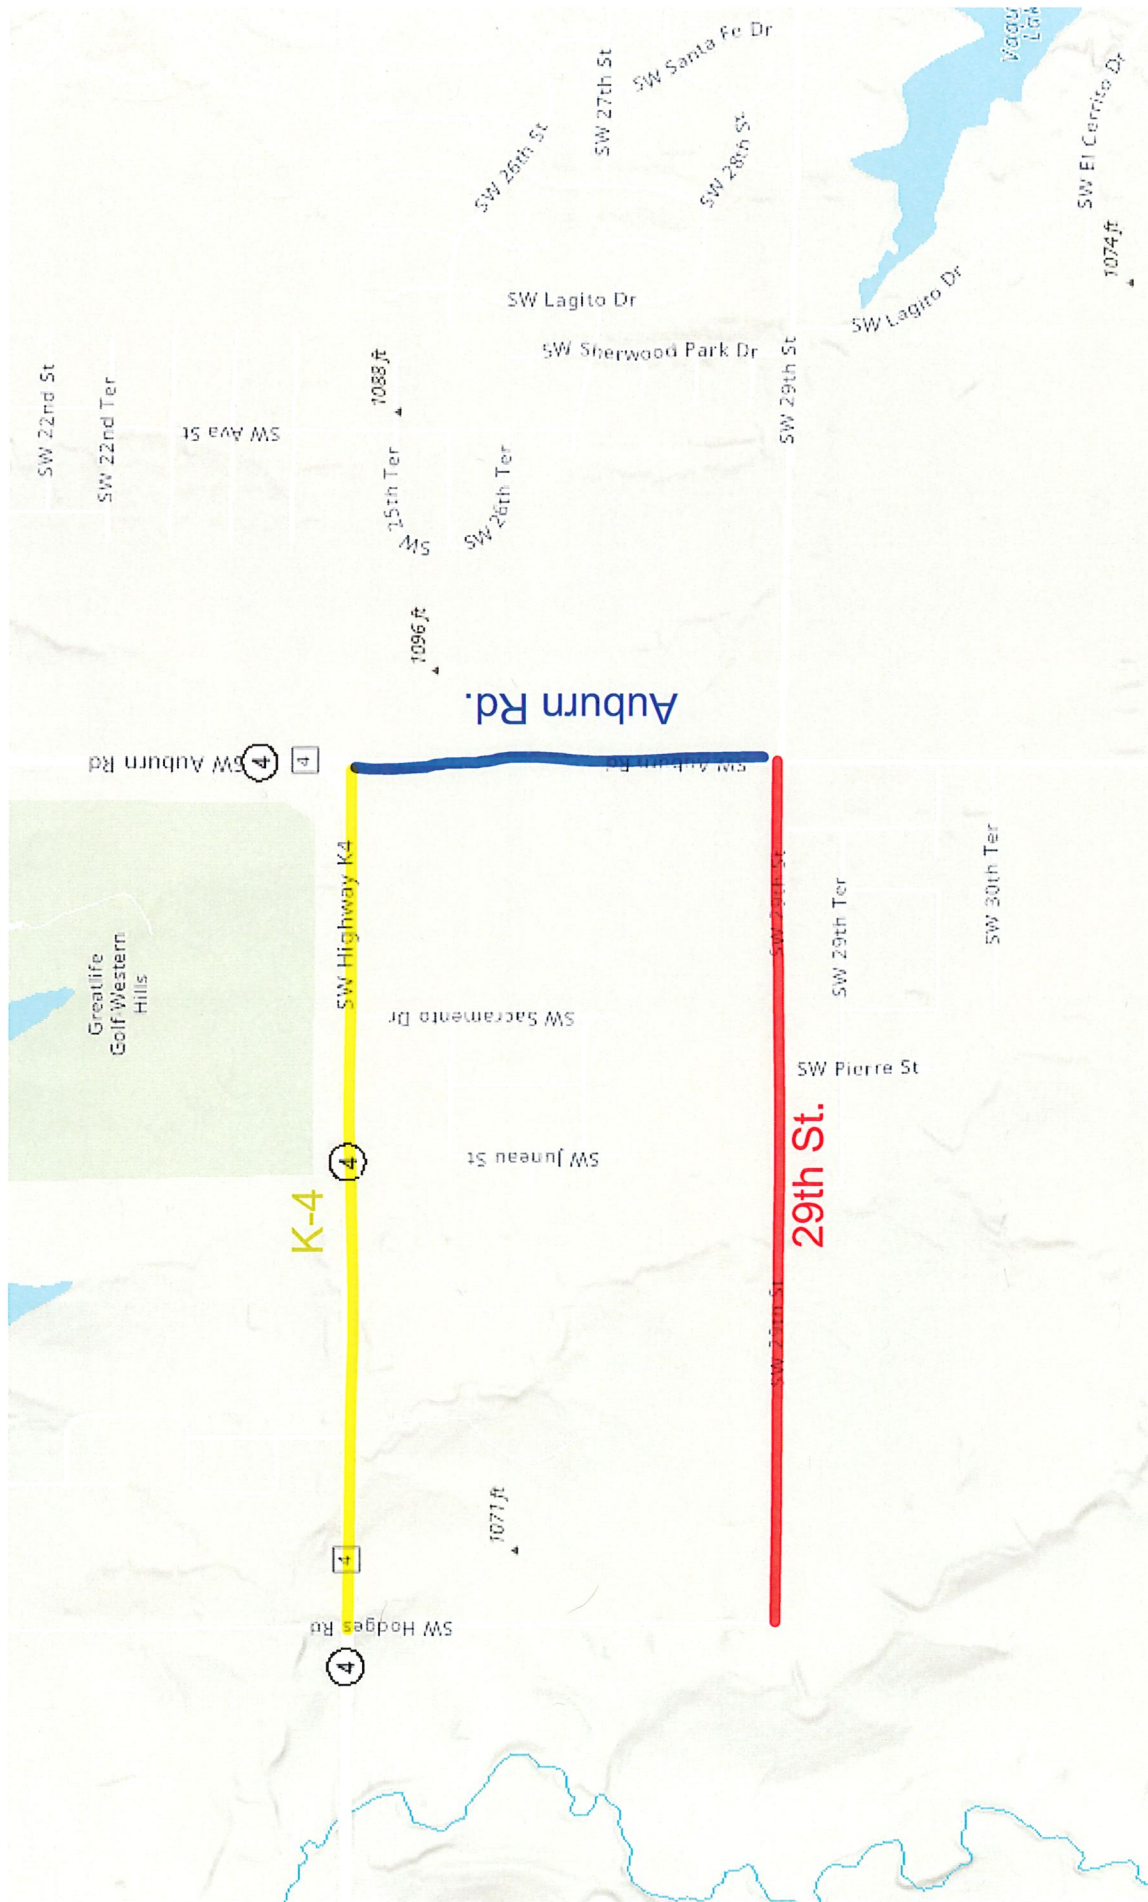 SW Santa Fe Dr
SW 27th St
SW 26th St
SW 28th St
SW El Cerrito Dr
1074 ft
SW Lagito Dr
SW Lagito Dr
SW Sherwood Park Dr
SW 29th St
SW 22nd St
SW 22nd Ter
SW Ava St
1088 ft
SW 25th Ter
SW 26th Ter
1096 ft
Auburn Rd.
SW Auburn Rd
4
4
SW Auburn Rd
SW Highway K4
SW 29th St
SW 29th Ter
SW 30th Ter
Greatlife
Golf-Western
Hills
SW Sacramento Dr
SW Pierre St
SW Juneau St
4
K-4
29th St.
SW 29th St
1071 ft
4
SW Hodges Rd
4